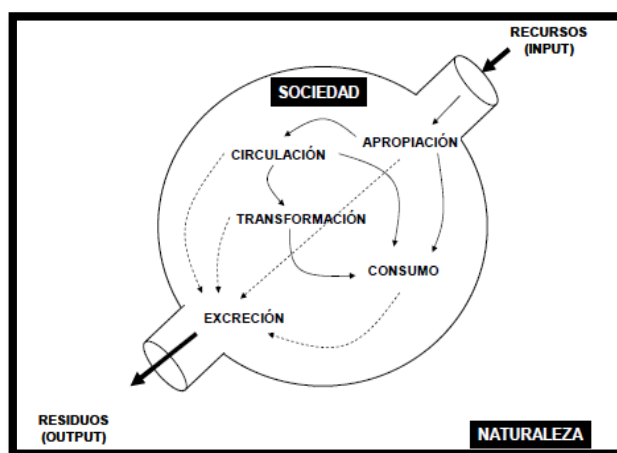 RECURSOS
(INPUT)
SOCIEDAD
APROPIACIÓN
CIRCULACIÓN
TRANSFORMACIÓN
CONSUMO
EXCRECIÓN
RESIDUOS
(OUTPUT)
NATURALEZA